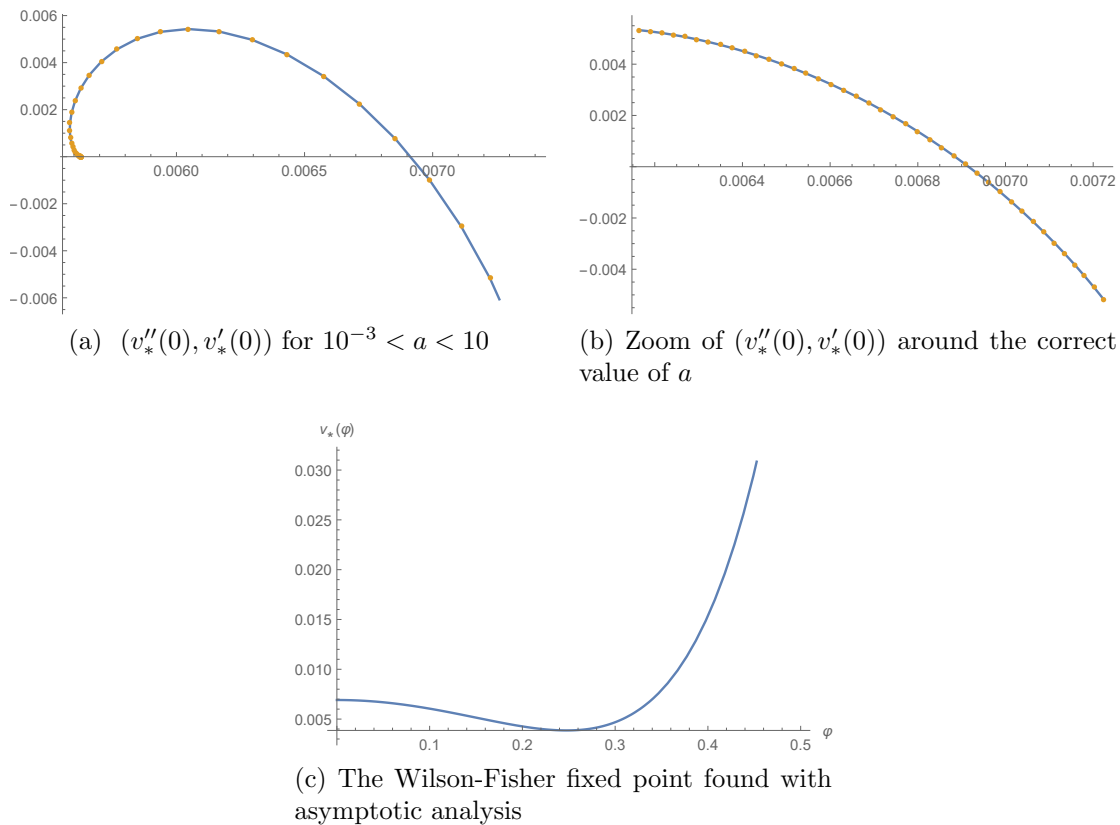 0.006
0.004
0.002
0.0060 0.0065 0.0070
−0.002
−0.004
−0.006
(a) (v''_*(0), v'_*(0)) for 10^{−3} < a < 10
0.004
0.002
0.0064 0.0066 0.0068 0.0070 0.0072
−0.002
−0.004
(b) Zoom of (v''_*(0), v'_*(0)) around the correct
value of a
v_*(φ)
0.030
0.025
0.020
0.015
0.010
0.005
0.1 0.2 0.3 0.4 0.5 φ
(c) The Wilson-Fisher fixed point found with
asymptotic analysis